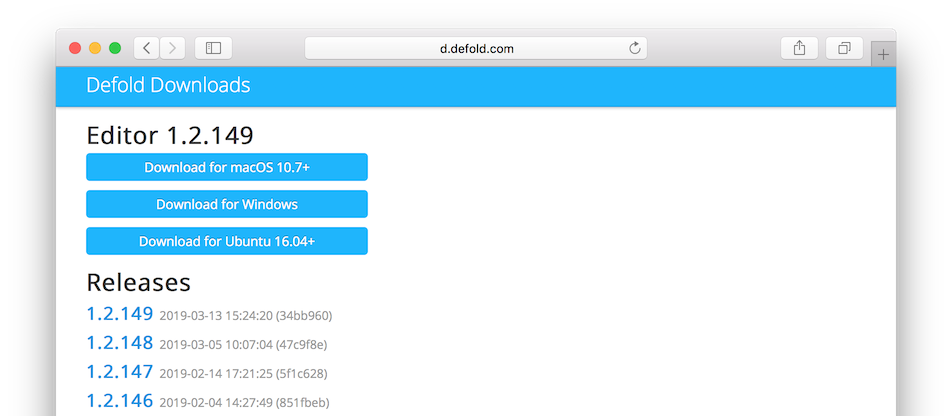 d.defold.com
Defold Downloads
Editor 1.2.149
Download for macOS 10.7+
Download for Windows
Download for Ubuntu 16.04+
Releases
1.2.149 2019-03-13 15:24:20 (34bb960)
1.2.148 2019-03-05 10:07:04 (47c9f8e)
1.2.147 2019-02-14 17:21:25 (5f1c628)
1.2.146 2019-02-04 14:27:49 (851fbeb)